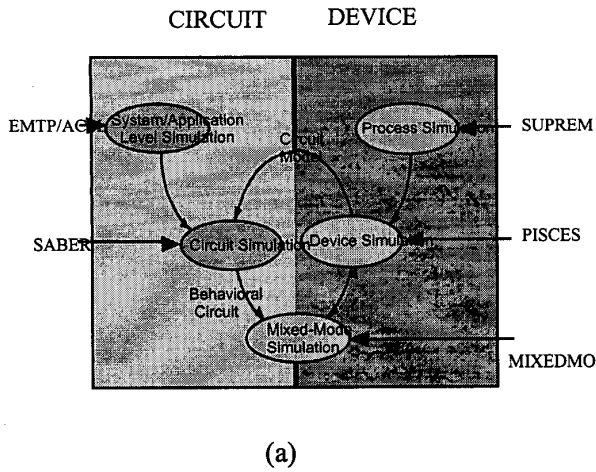 CIRCUIT DEVICE
EMTP/AC
System/Application
Level Simulation
Process Simulation
SUPREM
Circuit
Model
SABER
Circuit Simulation
Device Simulation
PISCES
Behavioral
Circuit
Mixed-Mode
Simulation
MIXEDMO
(a)